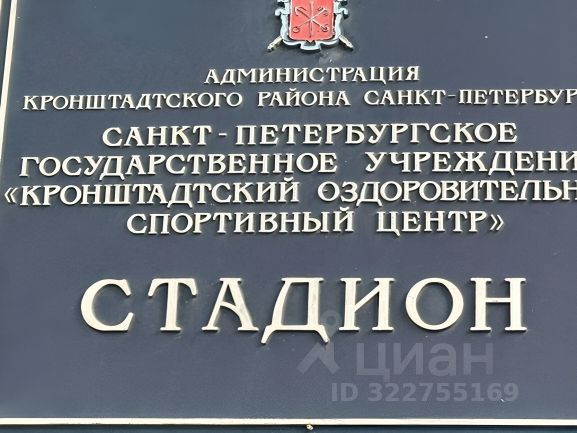 АДМИНИСТРАЦИЯ
КРОНШТАДТСКОГО РАЙОНА САНКТ-ПЕТЕРБУР
САНКТ-ПЕТЕРБУРГСКОЕ
ГОСУДАРСТВЕННОЕ УЧРЕЖДЕНИ
«КРОНШТАДТСКИЙ ОЗДОРОВИТЕЛЬН
СПОРТИВНЫЙ ЦЕНТР»
СТАДИОН
циан
ID 322755169